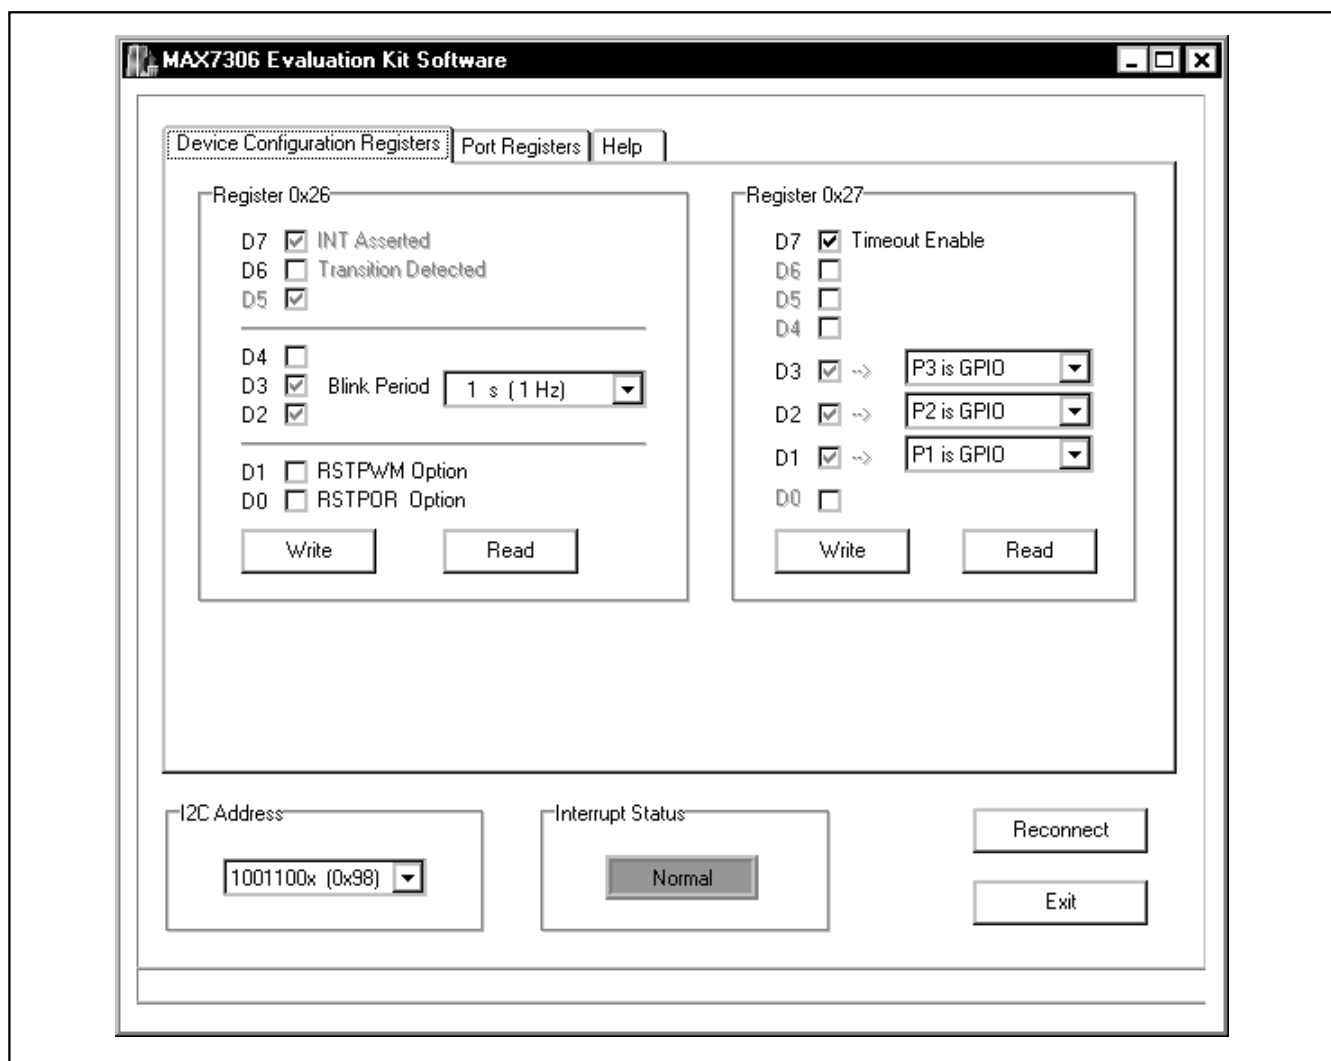 MAX7306 Evaluation Kit Software
Device Configuration Registers Port Registers Help
Register 0x26
D7 INT Asserted
D6 Transition Detected
D5
D4
D3 Blink Period 1 s (1 Hz)
D2
D1 RSTPWM Option
D0 RSTPOR Option
Write Read
Register 0x27
D7 Timeout Enable
D6
D5
D4
D3 --> P3 is GPIO
D2 --> P2 is GPIO
D1 --> P1 is GPIO
D0
Write Read
I2C Address
1001100x (0x98)
Interrupt Status
Normal
Reconnect
Exit